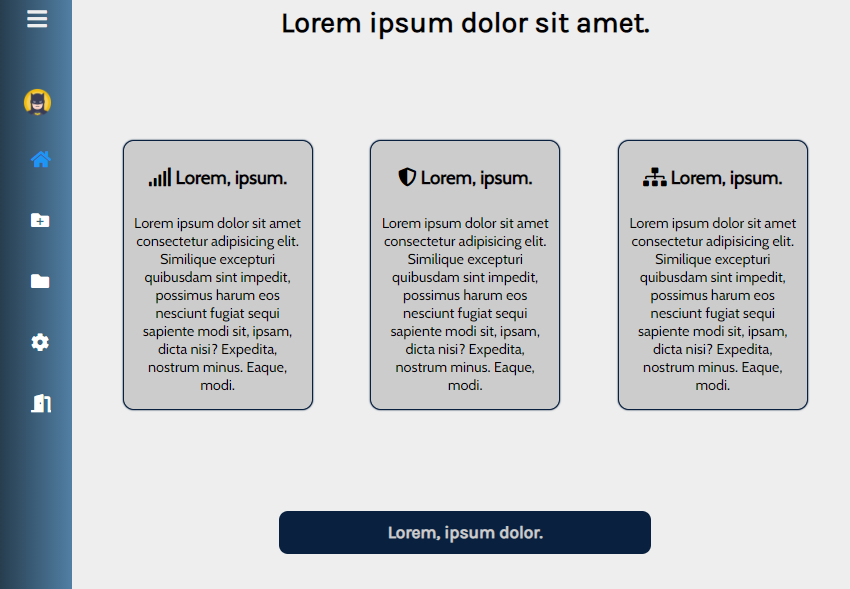 Lorem ipsum dolor sit amet.
Lorem, ipsum.
Lorem ipsum dolor sit amet
consectetur adipisicing elit.
Similique excepturi
quibusdam sint impedit,
possimus harum eos
nesciunt fugiat sequi
sapiente modi sit, ipsam,
dicta nisi? Expedita,
nostrum minus. Eaque,
modi.
Lorem, ipsum.
Lorem ipsum dolor sit amet
consectetur adipisicing elit.
Similique excepturi
quibusdam sint impedit,
possimus harum eos
nesciunt fugiat sequi
sapiente modi sit, ipsam,
dicta nisi? Expedita,
nostrum minus. Eaque,
modi.
Lorem, ipsum.
Lorem ipsum dolor sit amet
consectetur adipisicing elit.
Similique excepturi
quibusdam sint impedit,
possimus harum eos
nesciunt fugiat sequi
sapiente modi sit, ipsam,
dicta nisi? Expedita,
nostrum minus. Eaque,
modi.
Lorem, ipsum dolor.